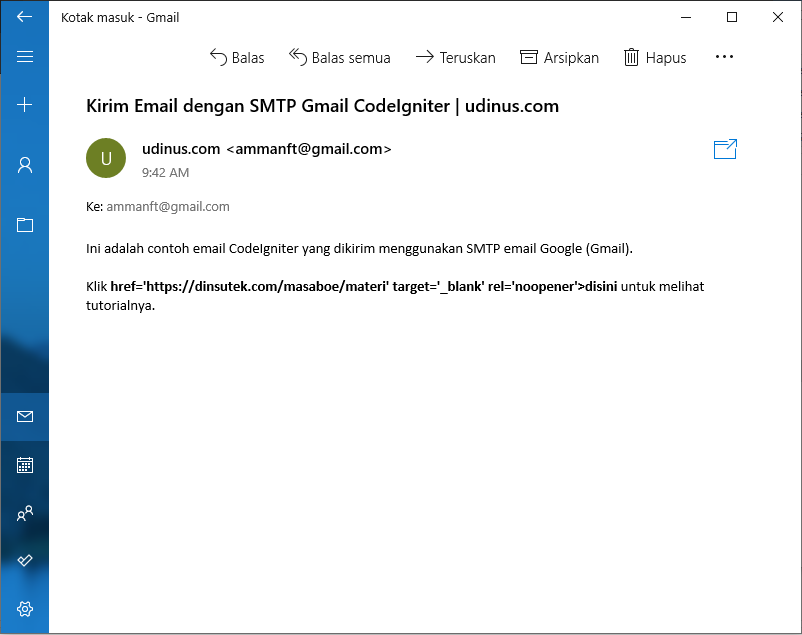 Kotak masuk - Gmail
Balas Balas semua Teruskan Arsipkan Hapus
Kirim Email dengan SMTP Gmail CodeIgniter | udinus.com
U
udinus.com <ammanft@gmail.com>
9:42 AM
Ke: ammanft@gmail.com
Ini adalah contoh email CodeIgniter yang dikirim menggunakan SMTP email Google (Gmail).
Klik href='https://dinsutek.com/masaboe/materi' target='_blank' rel='noopener'>disini untuk melihat
tutorialnya.